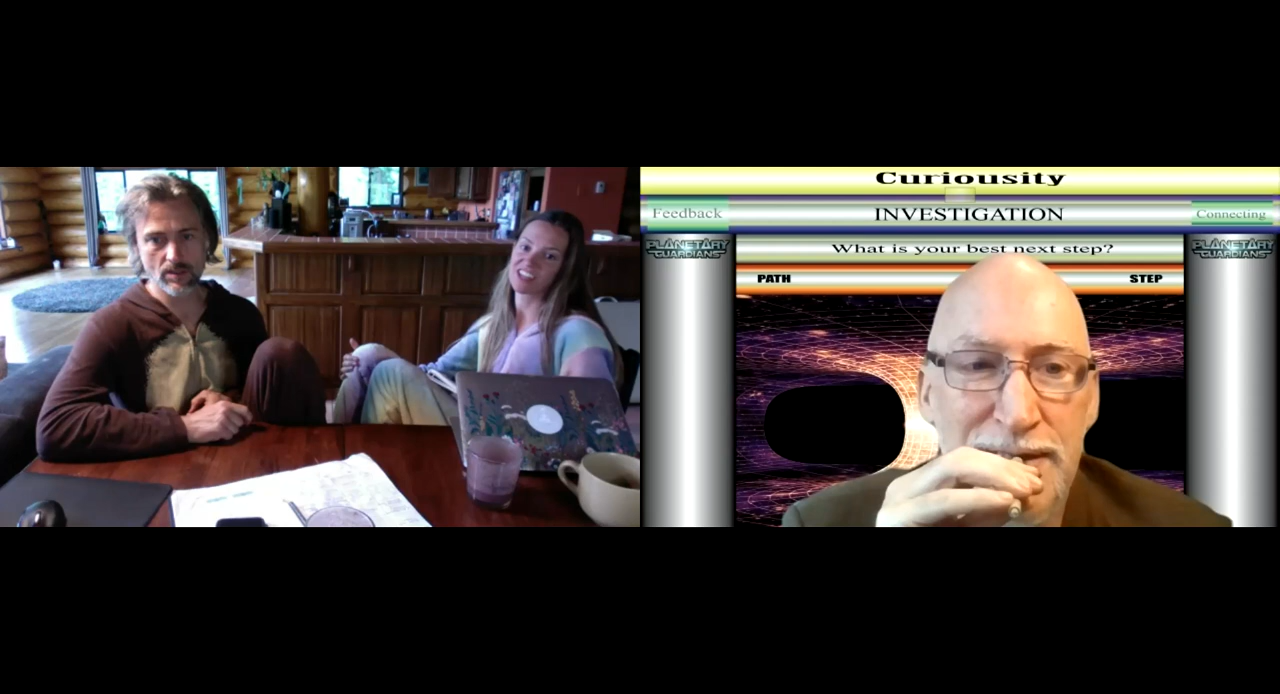 Curiousity
Feedback
INVESTIGATION
Connecting
PLANETARY
GUARDIANS
What is your best next step?
PLANETARY
GUARDIANS
PATH
STEP